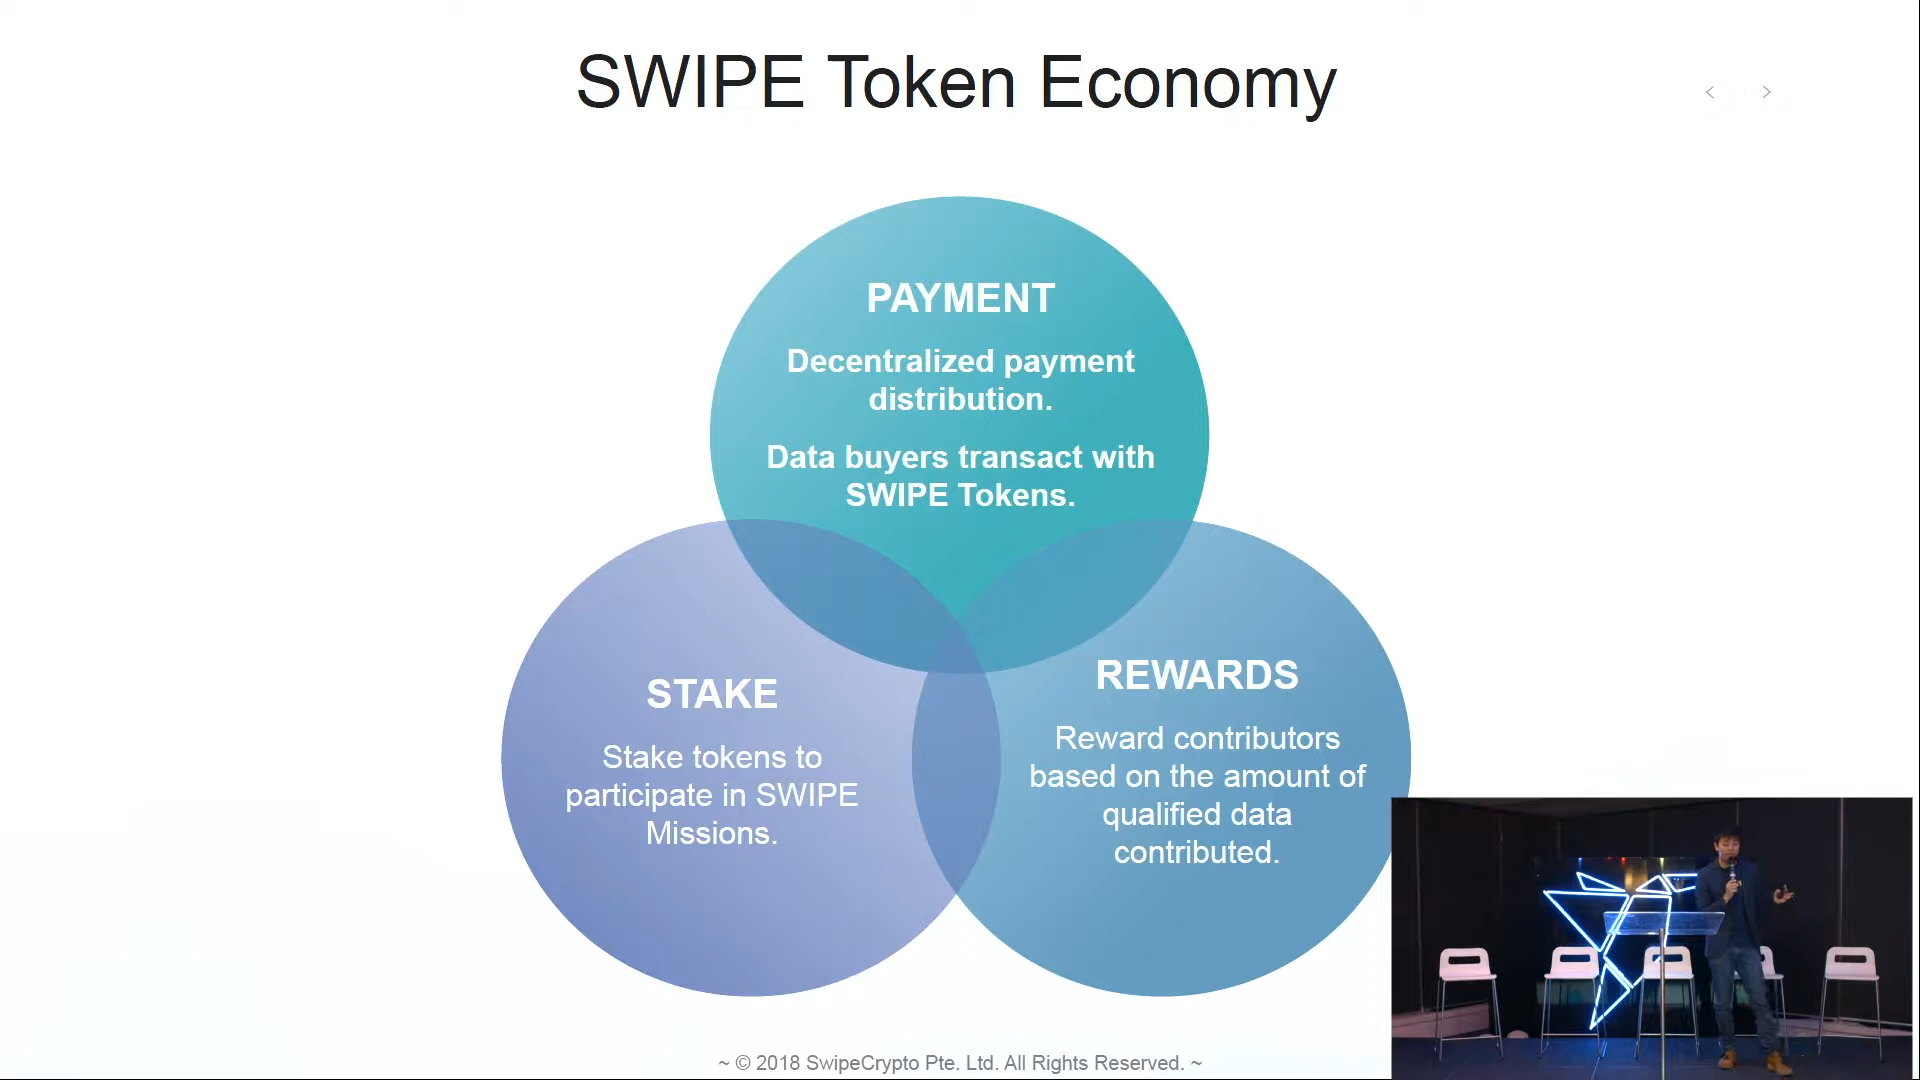 SWIPE Token Economy
PAYMENT
Decentralized payment
distribution.
Data buyers transact with
SWIPE Tokens.
STAKE
Stake tokens to
participate in SWIPE
Missions.
REWARDS
Reward contributors
based on the amount of
qualified data
contributed.
~ © 2018 SwipeCrypto Pte. Ltd. All Rights Reserved. ~